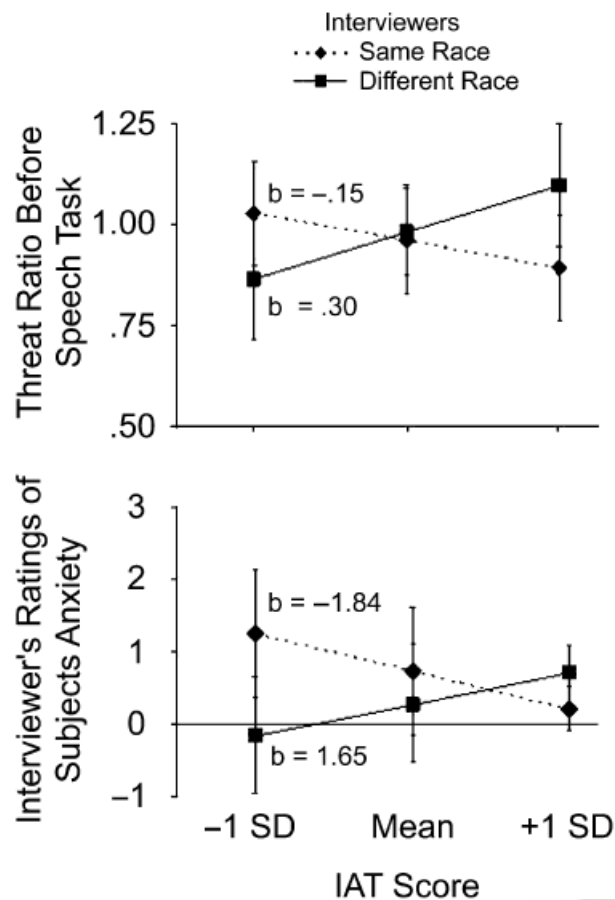 Interviewers
Same Race
Different Race
Threat Ratio Before
Speech Task
1.25
1.00
.75
.50
b = –.15
b = .30
Interviewer's Ratings of
Subjects Anxiety
3
2
1
0
–1
b = –1.84
b = 1.65
–1 SD Mean +1 SD
IAT Score